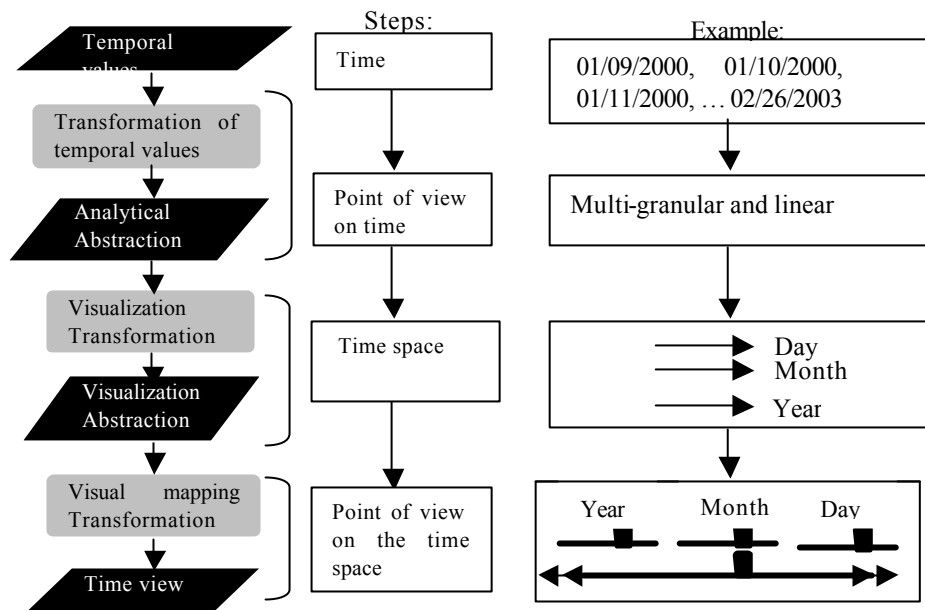 Temporal
values
Transformation of
temporal values
Analytical
Abstraction
Visualization
Transformation
Visualization
Abstraction
Visual mapping
Transformation
Time view
Steps:
Time
Point of view
on time
Time space
Point of view
on the time
space
Example:
01/09/2000, 01/10/2000,
01/11/2000, … 02/26/2003
Multi-granular and linear
Day
Month
Year
Year Month Day